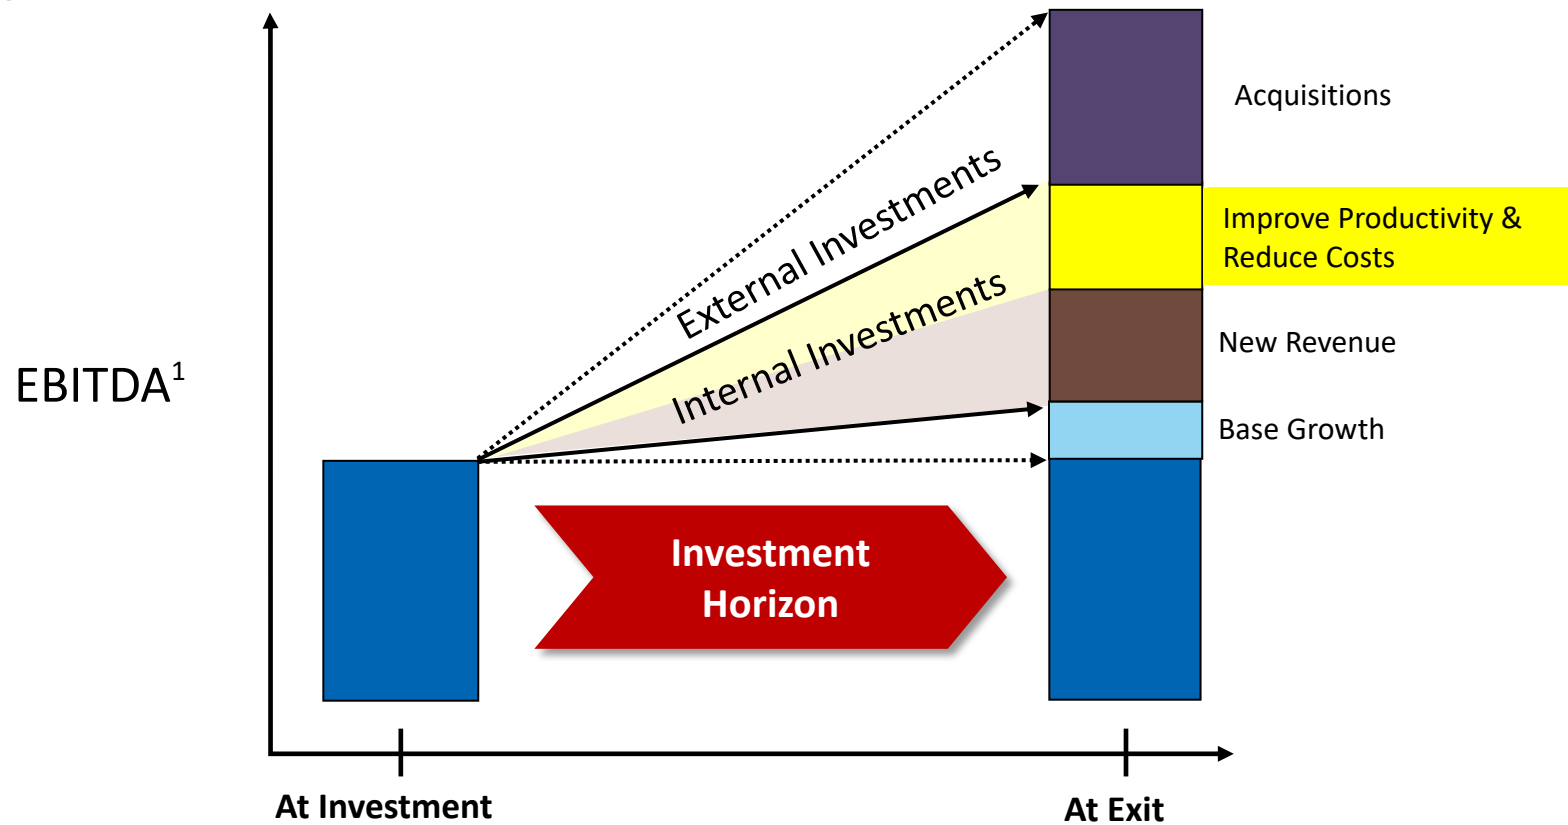 Acquisitions
External Investments
Improve Productivity &
Reduce Costs
Internal Investments
New Revenue
EBITDA¹
Base Growth
Investment
Horizon
At Investment
At Exit